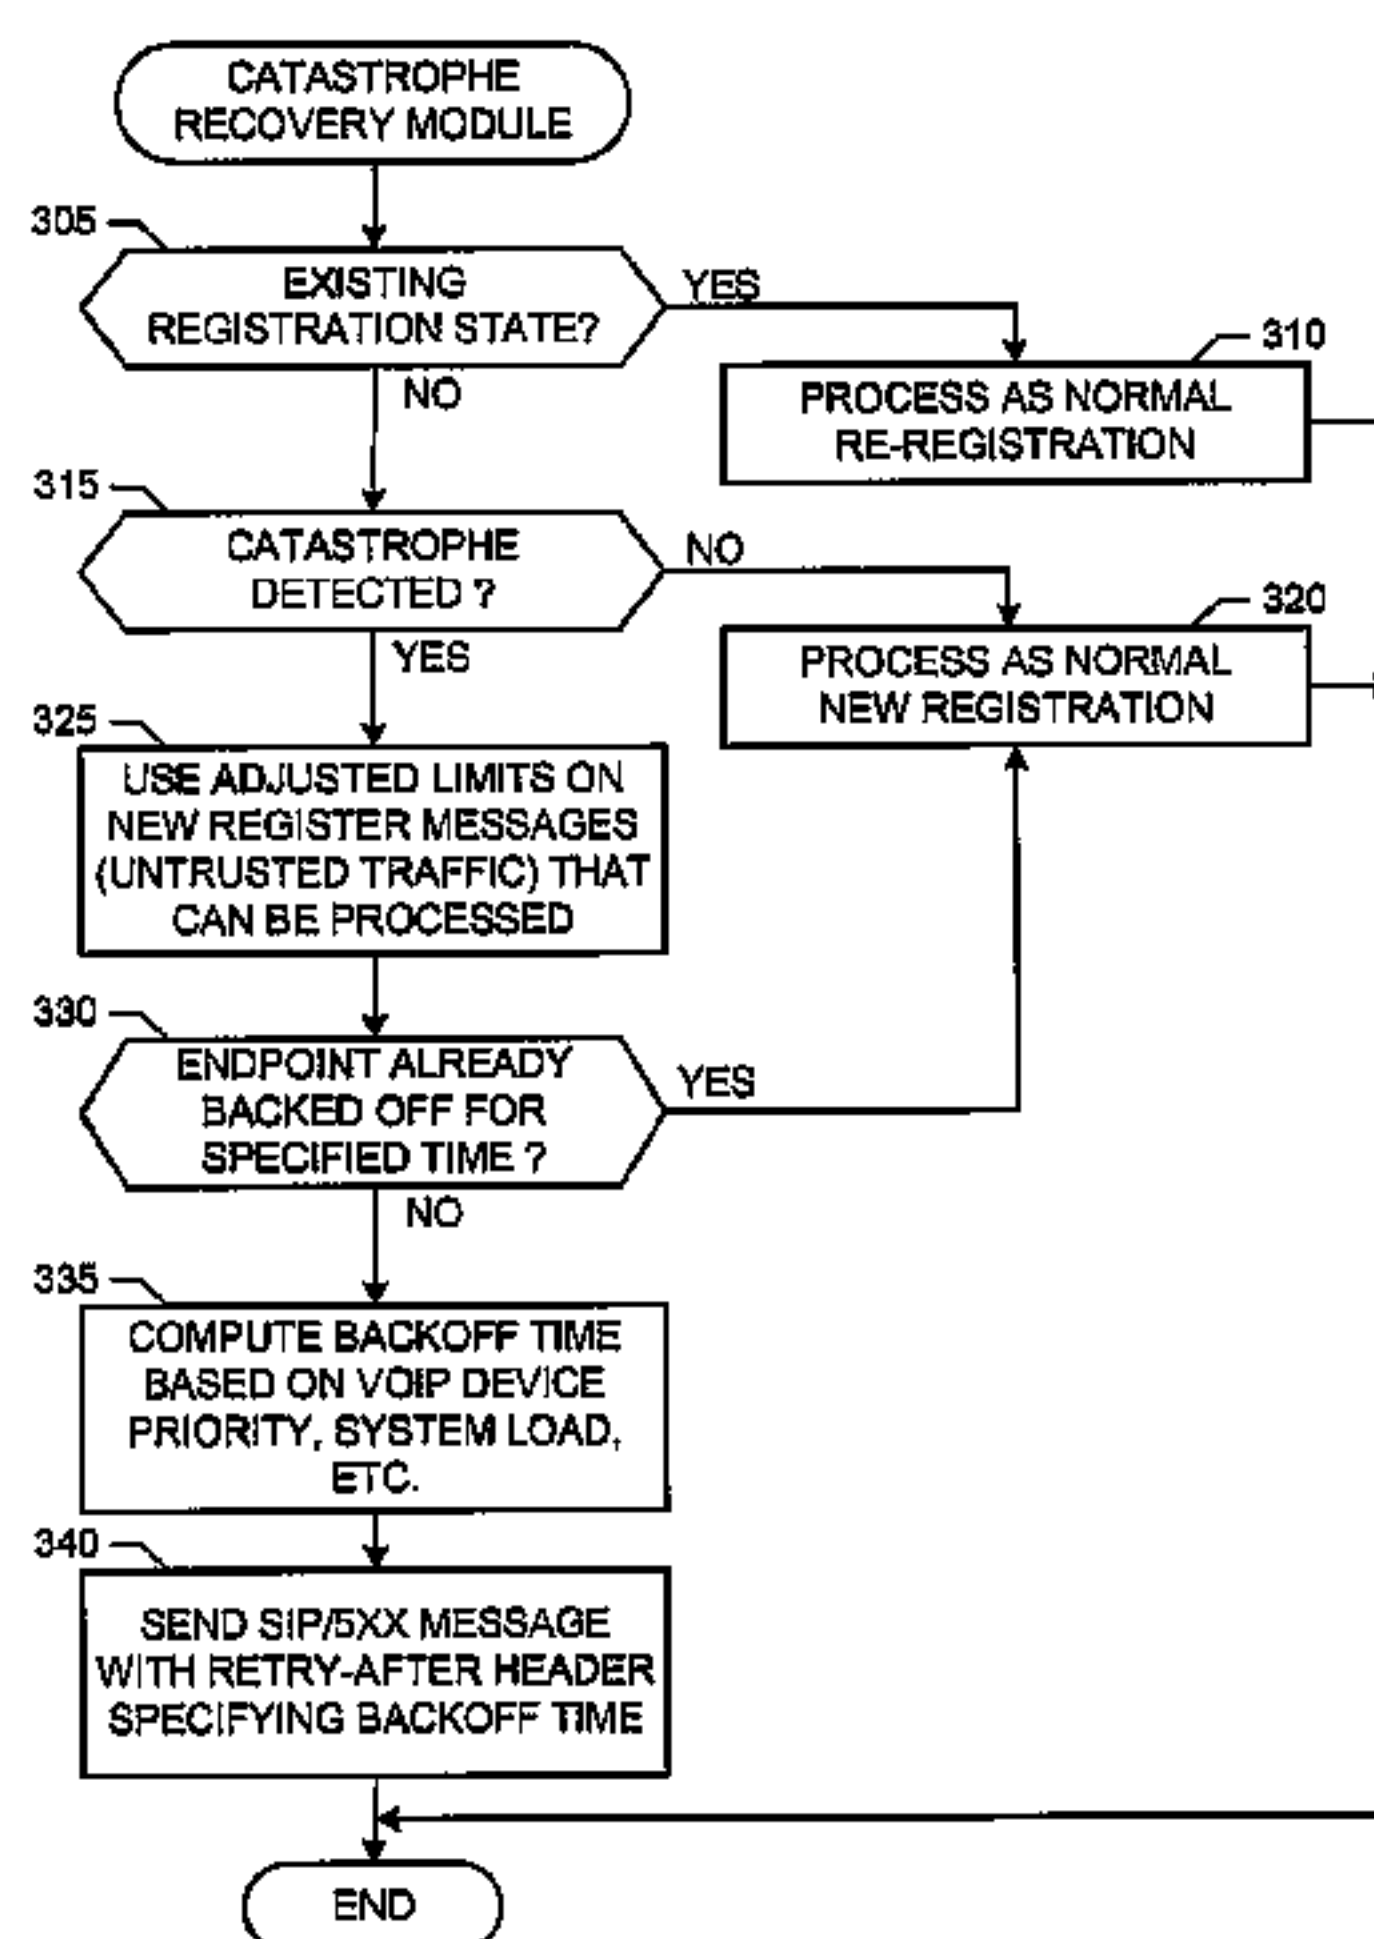 CATASTROPHE
RECOVERY MODULE
305
EXISTING
REGISTRATION STATE?
YES
NO
310
PROCESS AS NORMAL
RE-REGISTRATION
315
CATASTROPHE
DETECTED ?
NO
YES
320
PROCESS AS NORMAL
NEW REGISTRATION
325
USE ADJUSTED LIMITS ON
NEW REGISTER MESSAGES
(UNTRUSTED TRAFFIC) THAT
CAN BE PROCESSED
330
ENDPOINT ALREADY
BACKED OFF FOR
SPECIFIED TIME ?
YES
NO
335
COMPUTE BACKOFF TIME
BASED ON VOIP DEVICE
PRIORITY, SYSTEM LOAD,
ETC.
340
SEND SIP/5XX MESSAGE
WITH RETRY-AFTER HEADER
SPECIFYING BACKOFF TIME
END